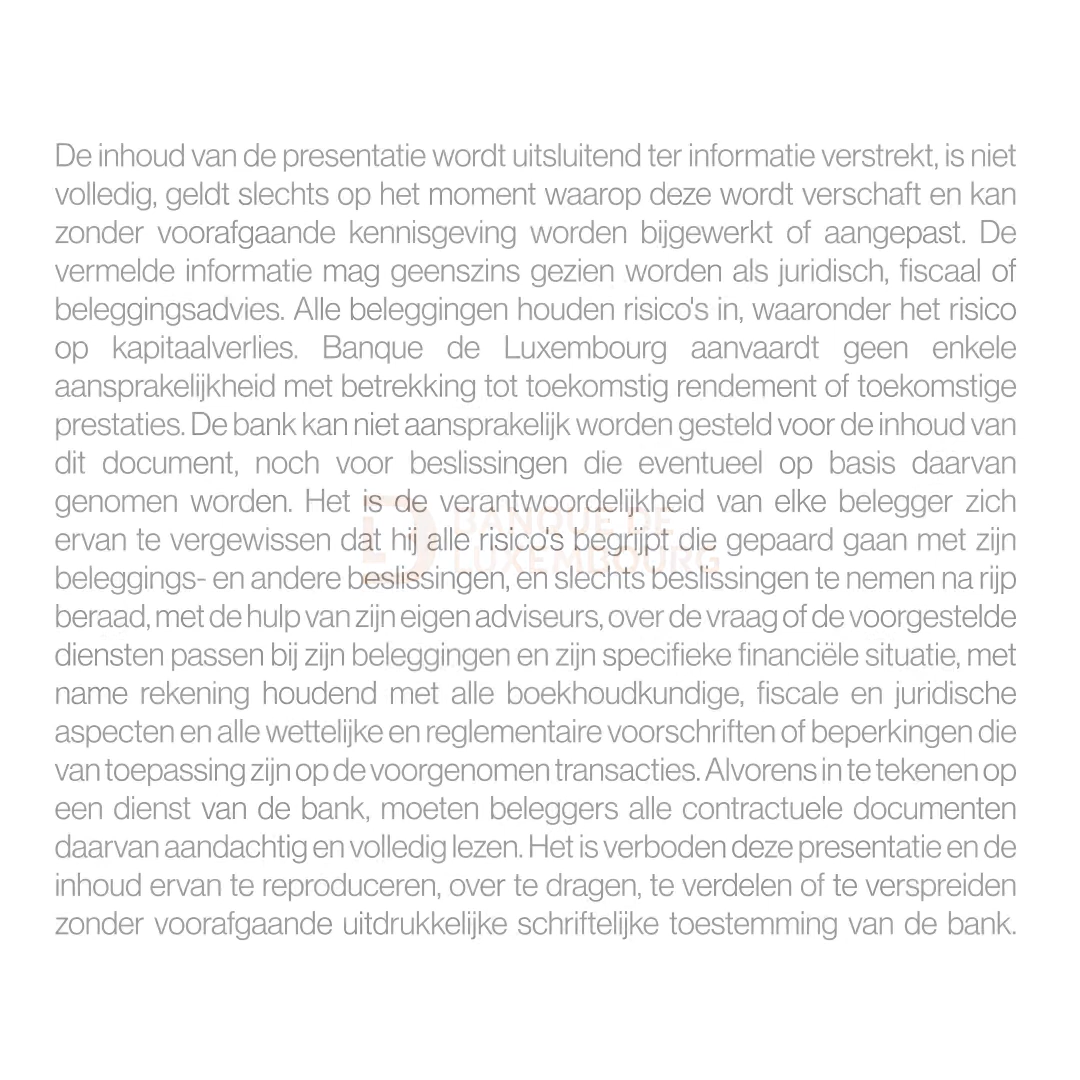 De inhoud van de presentatie wordt uitsluitend ter informatie verstrekt, is niet
volledig, geldt slechts op het moment waarop deze wordt verschaft en kan
zonder voorafgaande kennisgeving worden bijgewerkt of aangepast. De
vermelde informatie mag geenszins gezien worden als juridisch, fiscaal of
beleggingsadvies. Alle beleggingen houden risico's in, waaronder het risico
op kapitaalverlies. Banque de Luxembourg aanvaardt geen enkele
aansprakelijkheid met betrekking tot toekomstig rendement of toekomstige
prestaties. De bank kan niet aansprakelijk worden gesteld voor de inhoud van
dit document, noch voor beslissingen die eventueel op basis daarvan
genomen worden. Het is de verantwoordelijkheid van elke belegger zich
ervan te vergewissen dat hij alle risico's begrijpt die gepaard gaan met zijn
beleggings- en andere beslissingen, en slechts beslissingen te nemen na rijp
beraad, met de hulp van zijn eigen adviseurs, over de vraag of de voorgestelde
diensten passen bij zijn beleggingen en zijn specifieke financiële situatie, met
name rekening houdend met alle boekhoudkundige, fiscale en juridische
aspecten en alle wettelijke en reglementaire voorschriften of beperkingen die
van toepassing zijn op de voorgenomen transacties. Alvorens in te tekenen op
een dienst van de bank, moeten beleggers alle contractuele documenten
daarvan aandachtig en volledig lezen. Het is verboden deze presentatie en de
inhoud ervan te reproduceren, over te dragen, te verdelen of te verspreiden
zonder voorafgaande uitdrukkelijke schriftelijke toestemming van de bank.
BANQUE DE
LUXEMBOURG